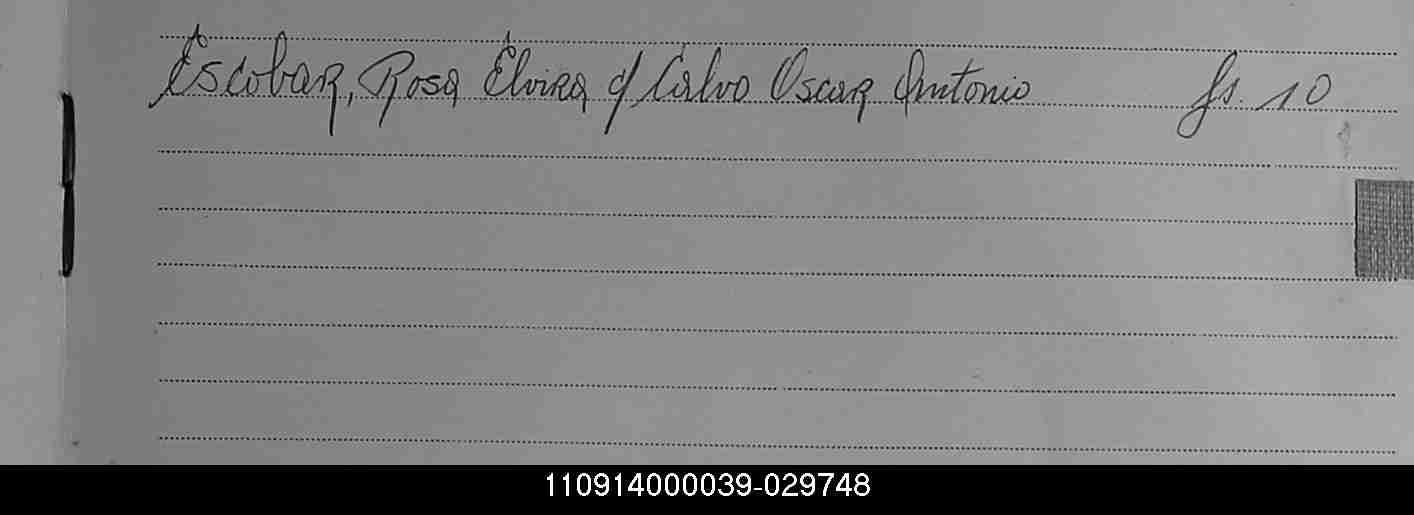 Escobar, Rosa Elvira c/ Calvo Oscar Antonio fs. 10
110914000039-029748